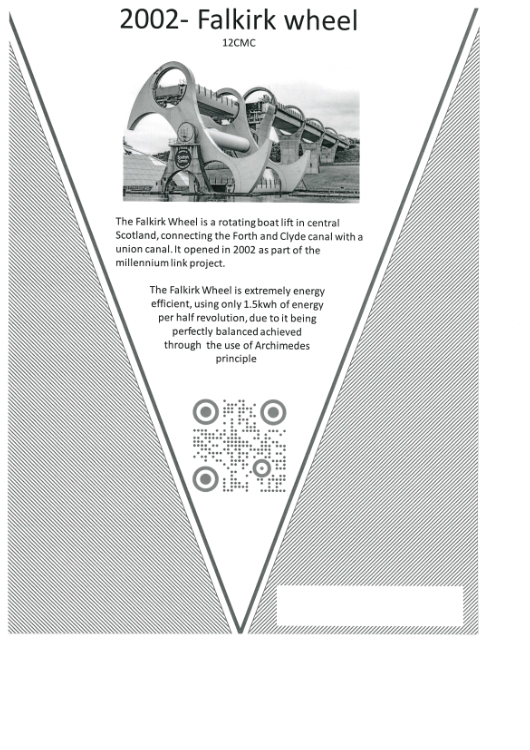 2002- Falkirk wheel
12CMC
The Falkirk Wheel is a rotating boat lift in central
Scotland, connecting the Forth and Clyde canal with a
union canal. It opened in 2002 as part of the
millennium link project.
The Falkirk Wheel is extremely energy
efficient, using only 1.5kwh of energy
per half revolution, due to it being
perfectly balanced achieved
through the use of Archimedes
principle